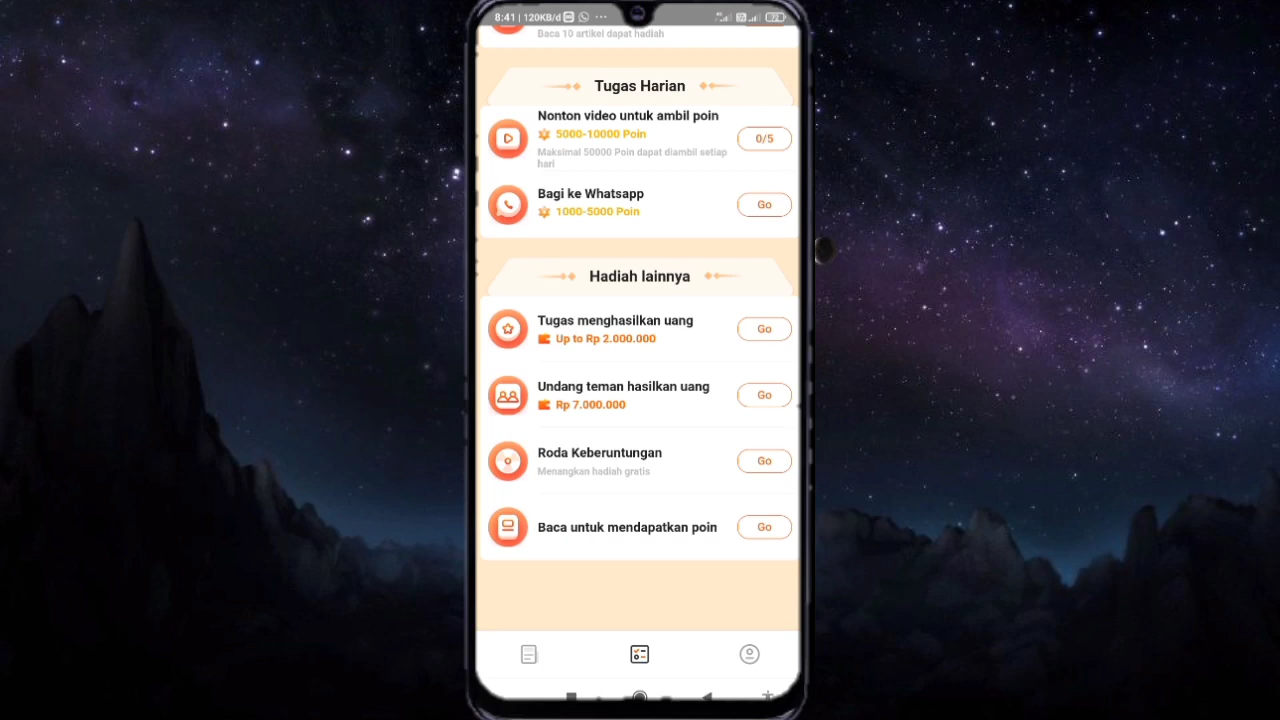 8:41 | 120KB/d
72
Baca 10 artikel dapat hadiah
Tugas Harian
Nonton video untuk ambil poin
5000-10000 Poin
0/5
Maksimal 50000 Poin dapat diambil setiap
hari
Bagi ke Whatsapp
1000-5000 Poin
Go
Hadiah lainnya
Tugas menghasilkan uang
Up to Rp 2.000.000
Go
Undang teman hasilkan uang
Rp 7.000.000
Go
Roda Keberuntungan
Menangkan hadiah gratis
Go
Baca untuk mendapatkan poin
Go